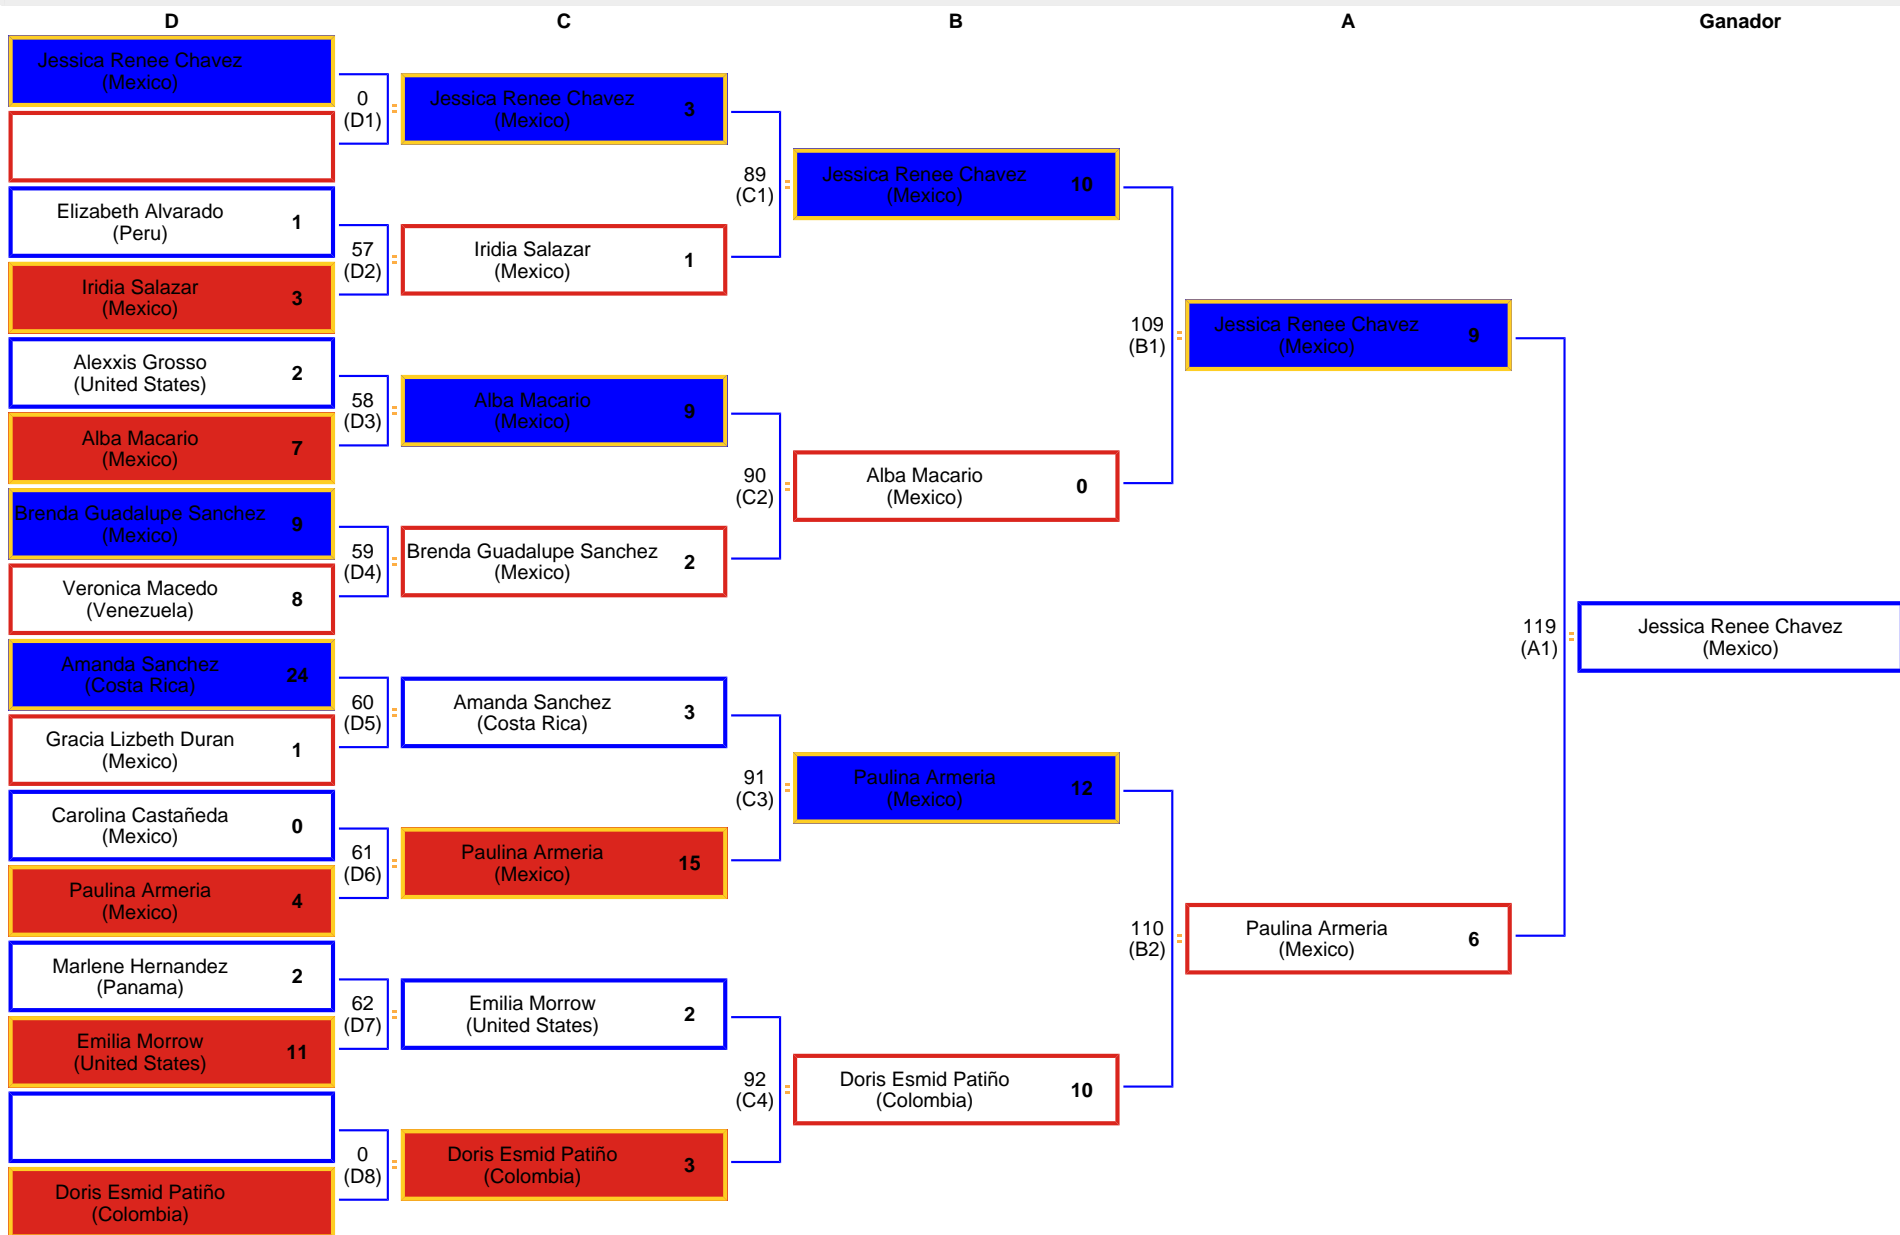 D
C
B
A
Ganador
Jessica Renee Chavez
(Mexico)
0
(D1)
Elizabeth Alvarado
(Peru)
1
57
(D2)
Iridia Salazar
(Mexico)
3
Alexxis Grosso
(United States)
2
58
(D3)
Alba Macario
(Mexico)
7
Brenda Guadalupe Sanchez
(Mexico)
9
59
(D4)
Veronica Macedo
(Venezuela)
8
Amanda Sanchez
(Costa Rica)
24
60
(D5)
Gracia Lizbeth Duran
(Mexico)
1
Carolina Castañeda
(Mexico)
0
61
(D6)
Paulina Armeria
(Mexico)
4
Marlene Hernandez
(Panama)
2
62
(D7)
Emilia Morrow
(United States)
11
0
(D8)
Doris Esmid Patiño
(Colombia)
Jessica Renee Chavez
(Mexico)
3
89
(C1)
Iridia Salazar
(Mexico)
1
Alba Macario
(Mexico)
9
90
(C2)
Brenda Guadalupe Sanchez
(Mexico)
2
Amanda Sanchez
(Costa Rica)
3
91
(C3)
Paulina Armeria
(Mexico)
15
Emilia Morrow
(United States)
2
92
(C4)
Doris Esmid Patiño
(Colombia)
3
Jessica Renee Chavez
(Mexico)
10
109
(B1)
Alba Macario
(Mexico)
0
Paulina Armeria
(Mexico)
12
110
(B2)
Doris Esmid Patiño
(Colombia)
10
Jessica Renee Chavez
(Mexico)
9
119
(A1)
Paulina Armeria
(Mexico)
6
Jessica Renee Chavez
(Mexico)